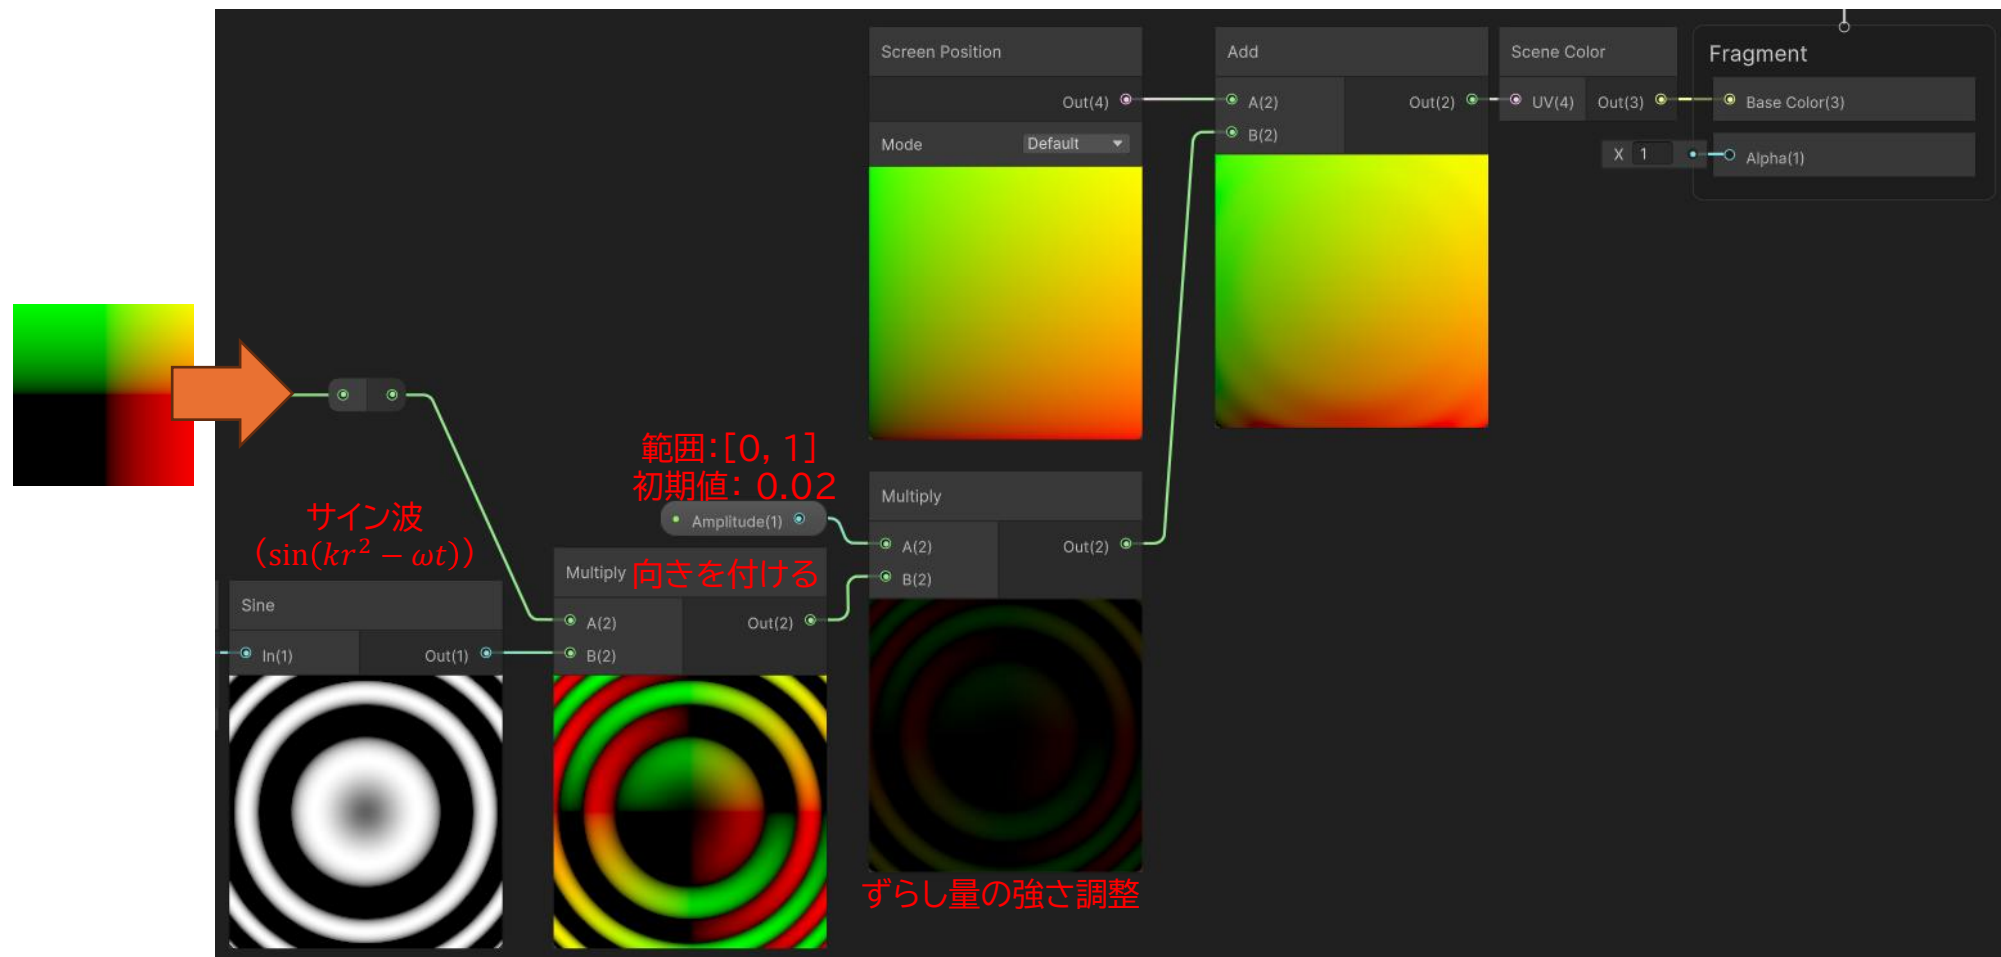 Screen Position
Out(4)
Mode
Default
Add
A(2)
Out(2)
B(2)
Scene Color
UV(4)
Out(3)
Fragment
Base Color(3)
X 1
Alpha(1)
範囲：[0, 1]
初期値： 0.02
Amplitude(1)
サイン波
（sin(kr² − ωt)）
Sine
In(1)
Out(1)
Multiply
向きを付ける
A(2)
Out(2)
B(2)
Multiply
A(2)
Out(2)
B(2)
ずらし量の強さ調整